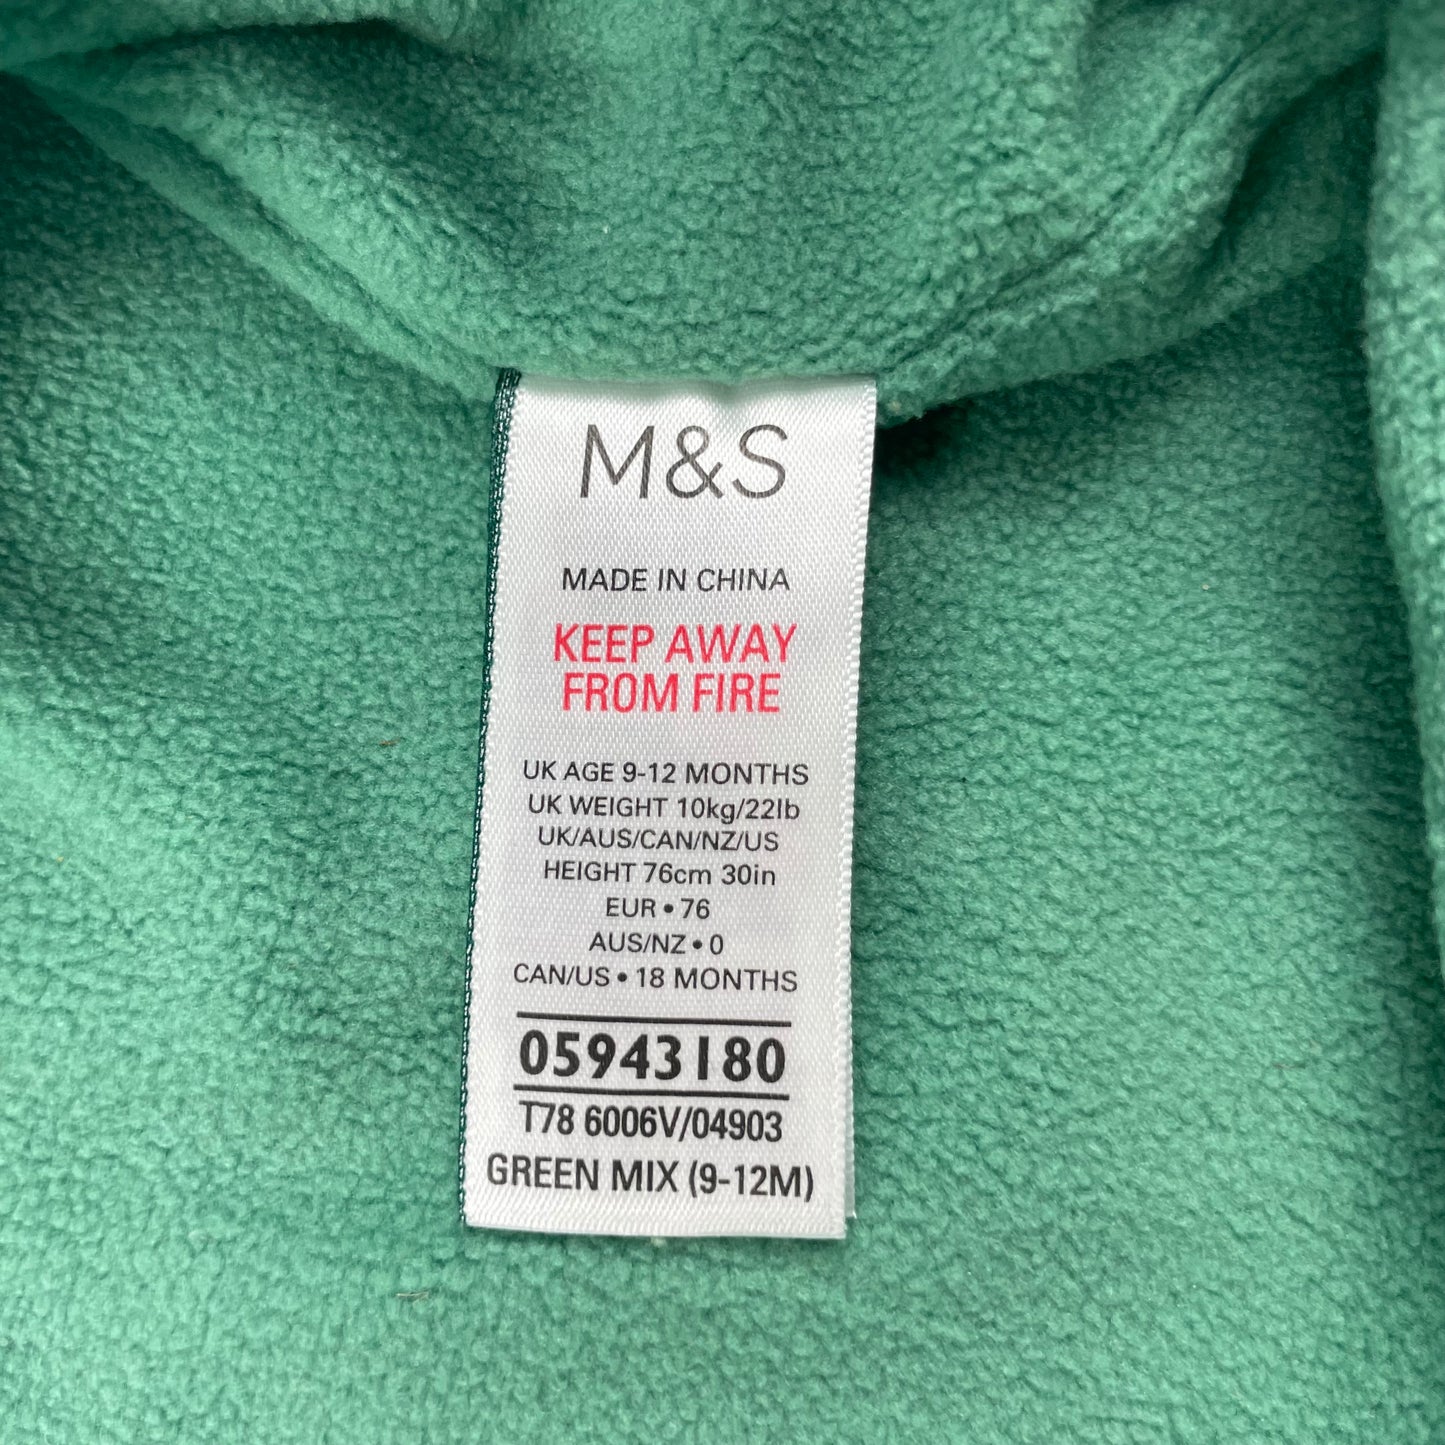 M&S
MADE IN CHINA
KEEP AWAY
FROM FIRE
UK AGE 9-12 MONTHS
UK WEIGHT 10kg/22lb
UK/AUS/CAN/NZ/US
HEIGHT 76cm 30in
EUR • 76
AUS/NZ • 0
CAN/US • 18 MONTHS
05943180
T78 6006V/04903
GREEN MIX (9-12M)